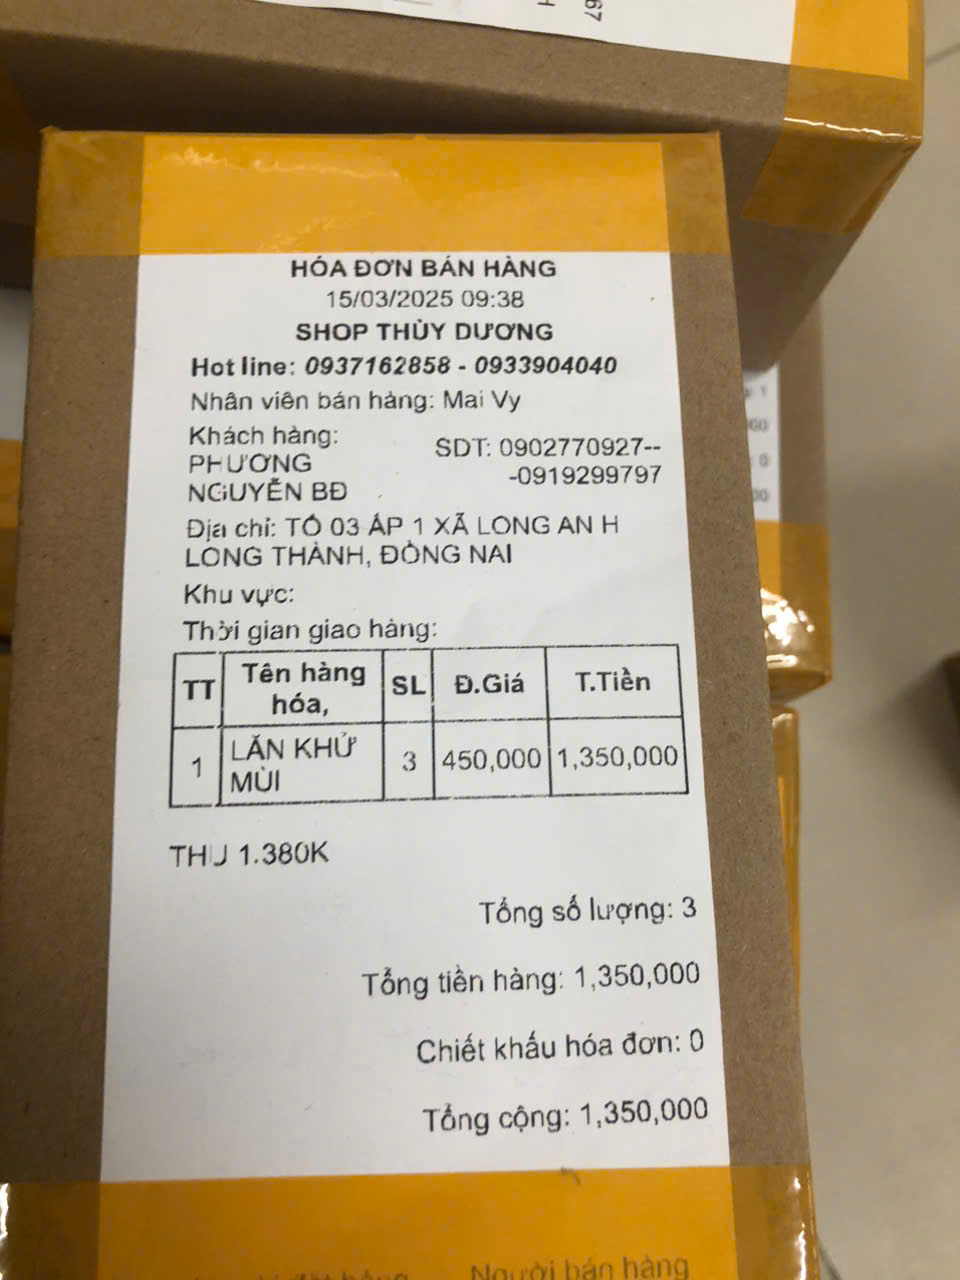 67
HÓA ĐƠN BÁN HÀNG
15/03/2025 09:38
SHOP THÙY DƯƠNG
Hot line: 0937162858 - 0933904040
Nhân viên bán hàng: Mai Vy
Khách hàng:
PHƯƠNG
NGUYỄN BĐ
SDT: 0902770927--
-0919299797
Địa chỉ: TỔ 03 ẤP 1 XÃ LONG AN H
LONG THÀNH, ĐỒNG NAI
Khu vực:
Thời gian giao hàng:
TT Tên hàng hóa, SL Đ.Giá T.Tiền
1 LĂN KHỬ MÙI 3 450,000 1,350,000
THU 1.380K
Tổng số lượng: 3
Tổng tiền hàng: 1,350,000
Chiết khấu hóa đơn: 0
Tổng cộng: 1,350,000
Người bán hàng